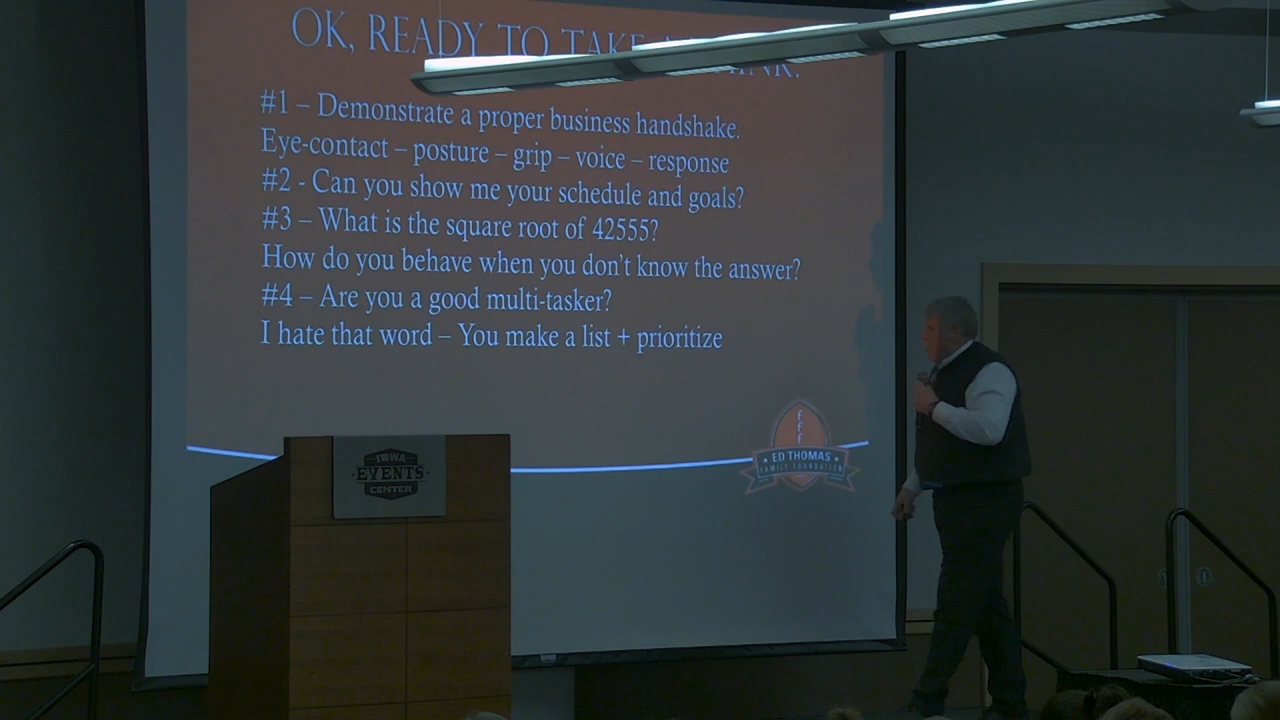 OK, READY TO TAKE
#1 – Demonstrate a proper business handshake.
Eye-contact – posture – grip – voice – response
#2 - Can you show me your schedule and goals?
#3 – What is the square root of 42555?
How do you behave when you don't know the answer?
#4 – Are you a good multi-tasker?
I hate that word – You make a list + prioritize
F
F
F
ED THOMAS
FAMILY FOUNDATION
IOWA
EVENTS
CENTER